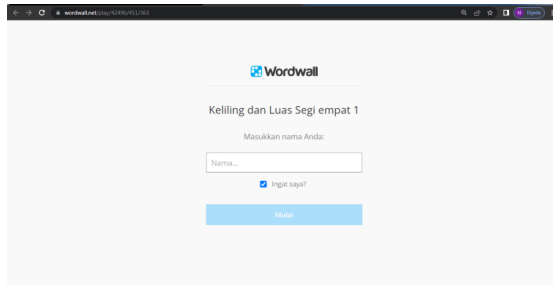 wordwall.net/play/42496/451/363
Wordwall
Keliling dan Luas Segi empat 1
Masukkan nama Anda:
Nama...
Ingat saya?
Mulai